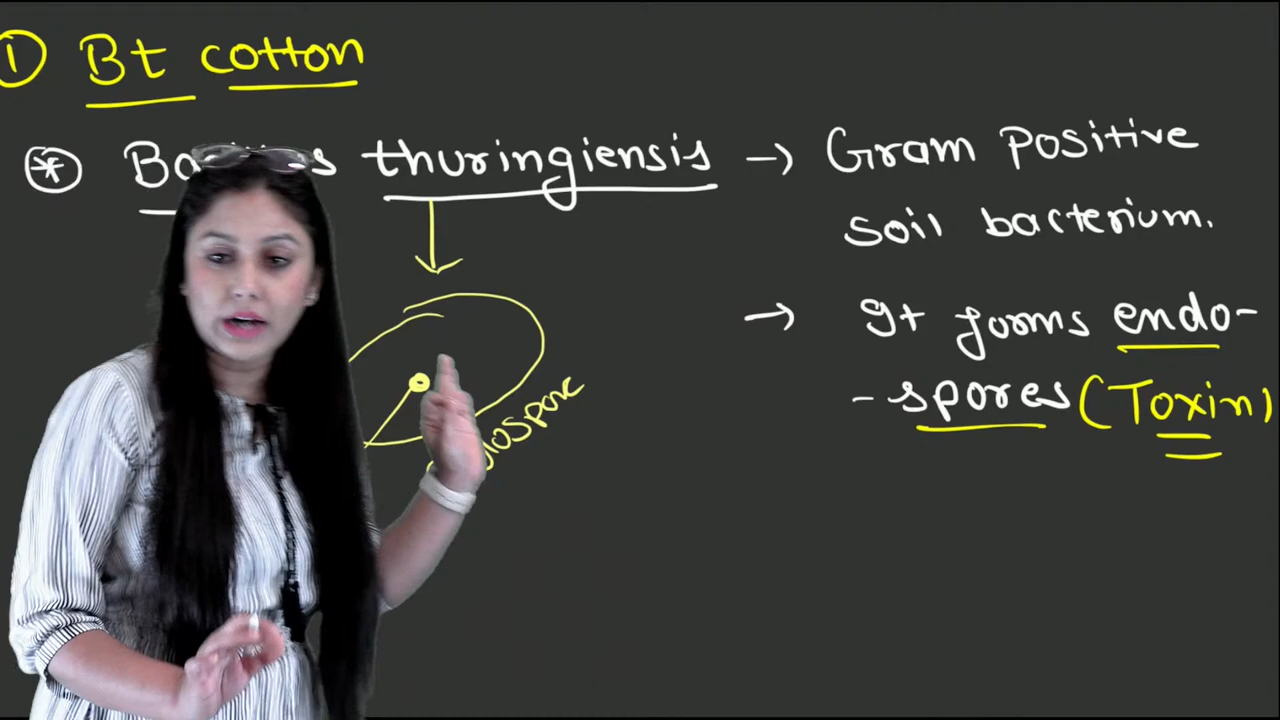 ① Bt cotton
* thuringiensis → Gram Positive
soil bacterium.
→ It forms endo-
-spores (Toxin)